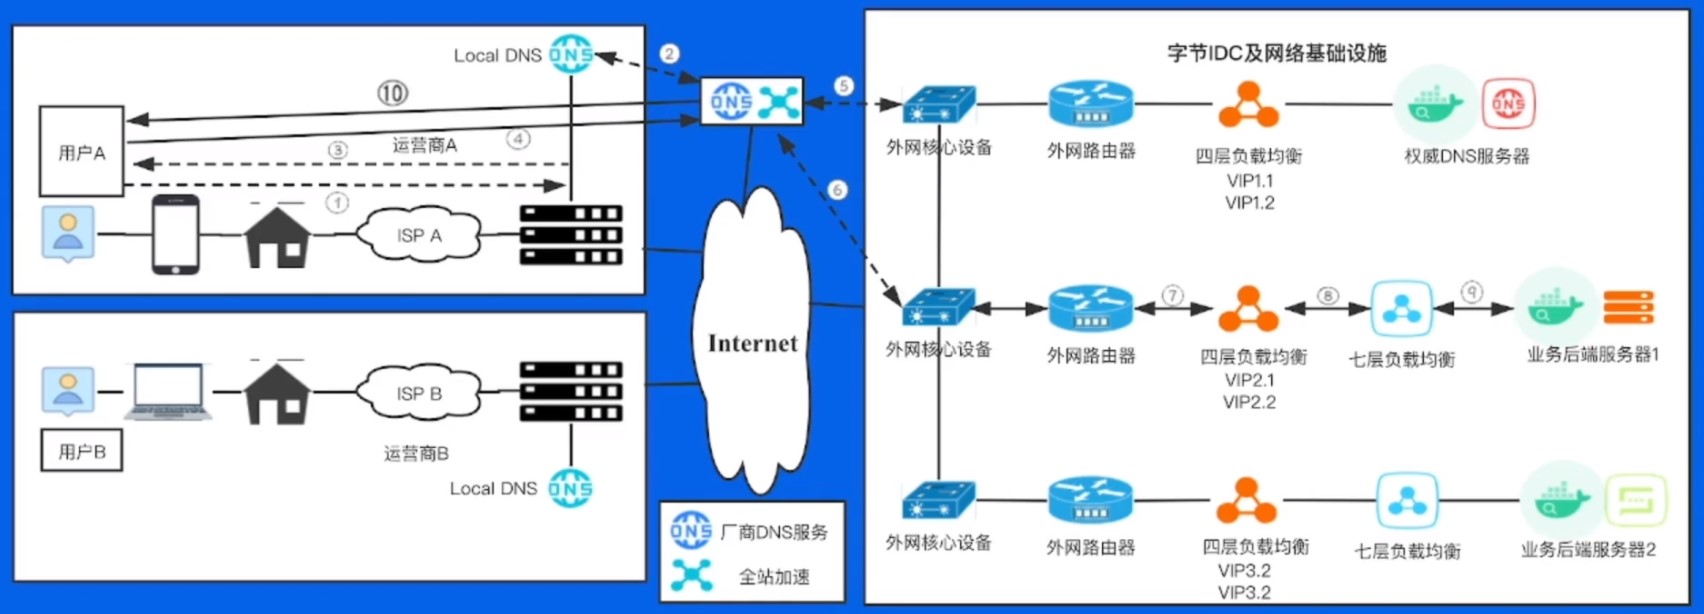 Local DNS
DNS
②
⑩
用户A
④
运营商A
③
①
ISP A
用户B
ISP B
运营商B
Local DNS
DNS
DNS
Internet
DNS
厂商DNS服务
全站加速
字节IDC及网络基础设施
⑤
外网核心设备
外网路由器
四层负载均衡
VIP1.1
VIP1.2
DNS
权威DNS服务器
⑥
外网核心设备
外网路由器
⑦
四层负载均衡
VIP2.1
VIP2.2
⑧
七层负载均衡
⑨
业务后端服务器1
外网核心设备
外网路由器
四层负载均衡
VIP3.2
VIP3.2
七层负载均衡
业务后端服务器2